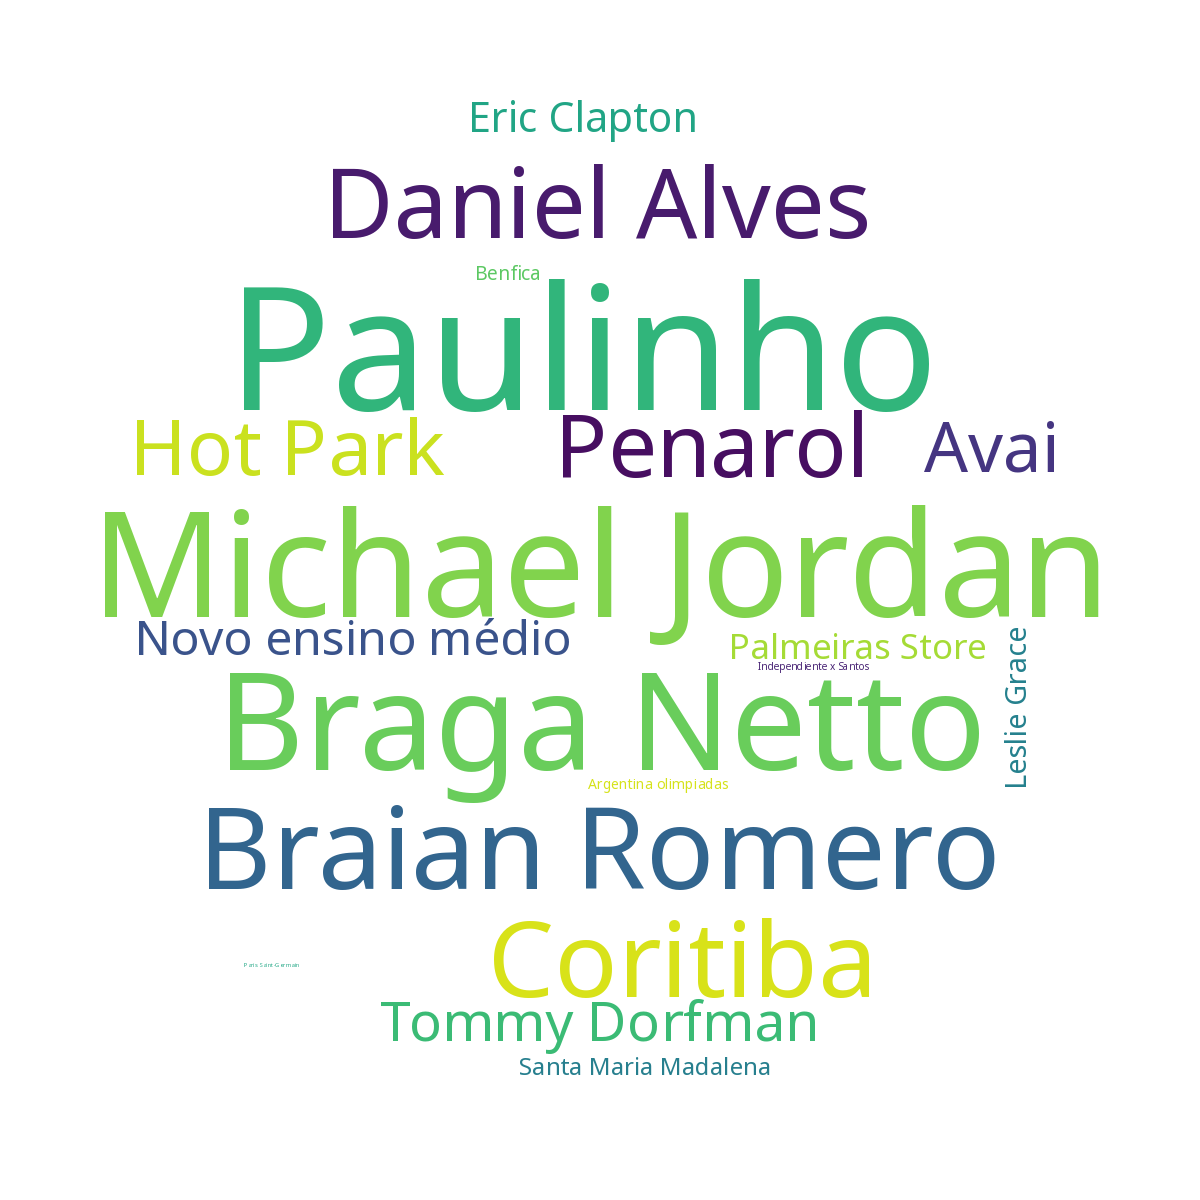 Eric Clapton
Daniel Alves
Benfica
Paulinho
Hot Park
Penarol
Avai
Michael Jordan
Novo ensino médio
Palmeiras Store
Independiente x Santos
Leslie Grace
Braga Netto
Argentina olimpiadas
Braian Romero
Coritiba
Paris Saint-Germain
Tommy Dorfman
Santa Maria Madalena